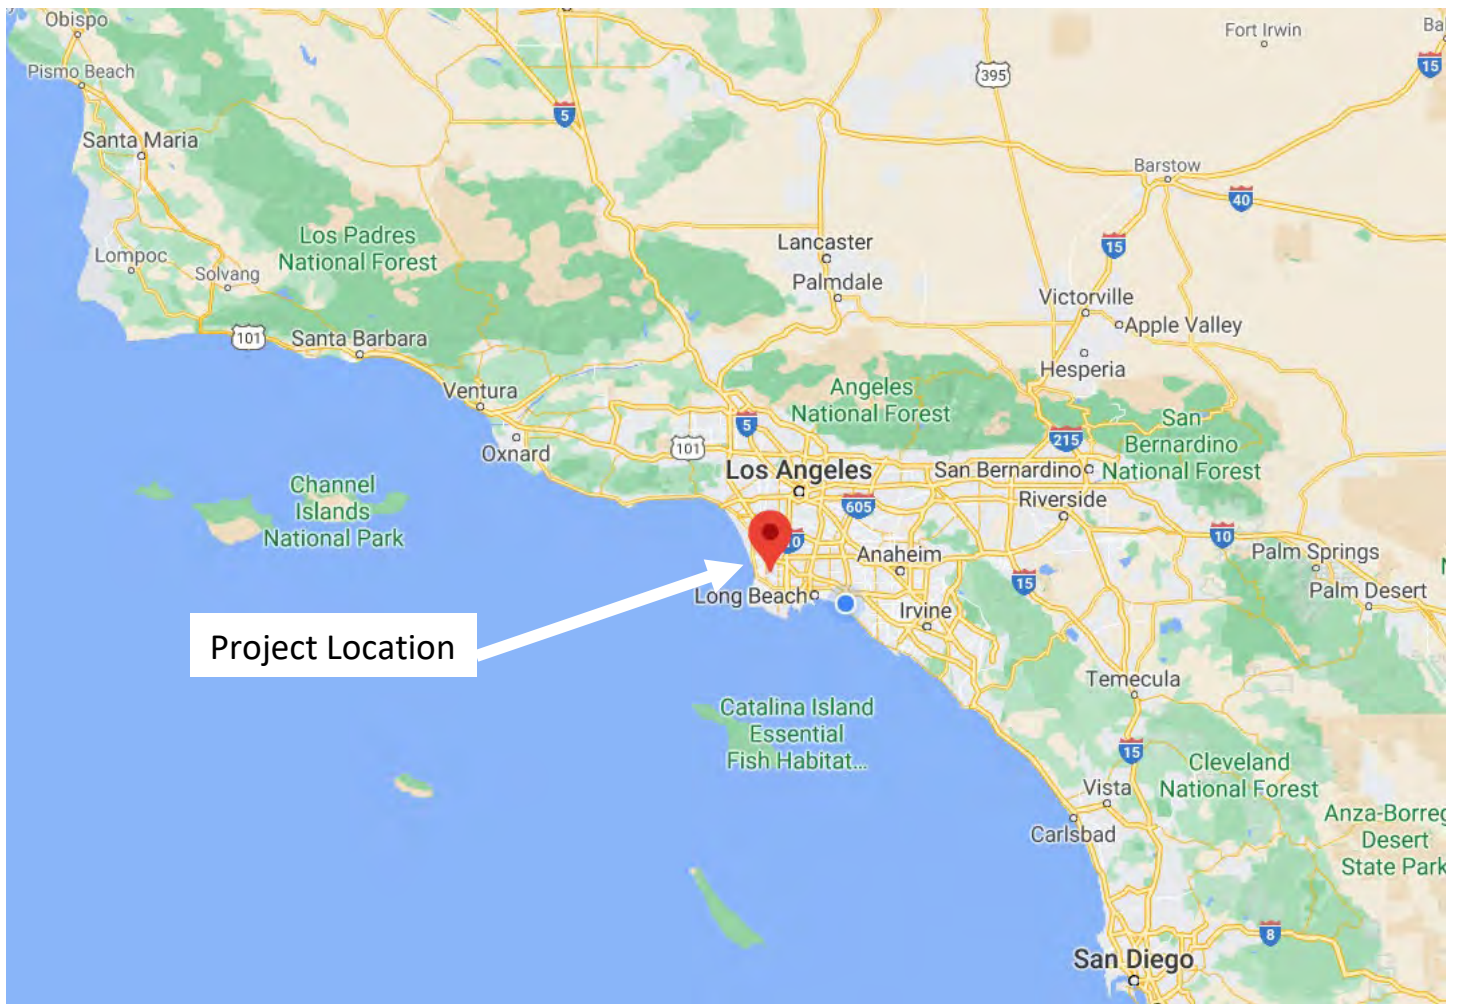 Obispo
Fort Irwin
Ba
15
Pismo Beach
395
5
Santa Maria
Barstow
40
Los Padres
National Forest
Lancaster
15
Lompoc
Solvang
Palmdale
Victorville
Apple Valley
101
Santa Barbara
Hesperia
Ventura
Angeles
National Forest
San
Bernardino
National Forest
5
215
101
Oxnard
Los Angeles
San Bernardino
Riverside
Channel
Islands
National Park
605
10
10
Anaheim
Palm Springs
15
Palm Desert
Long Beach
Irvine
Project Location
Temecula
Catalina Island
Essential
Fish Habitat...
15
Cleveland
National Forest
Vista
Carlsbad
Anza-Borreg
Desert
State Park
8
San Diego